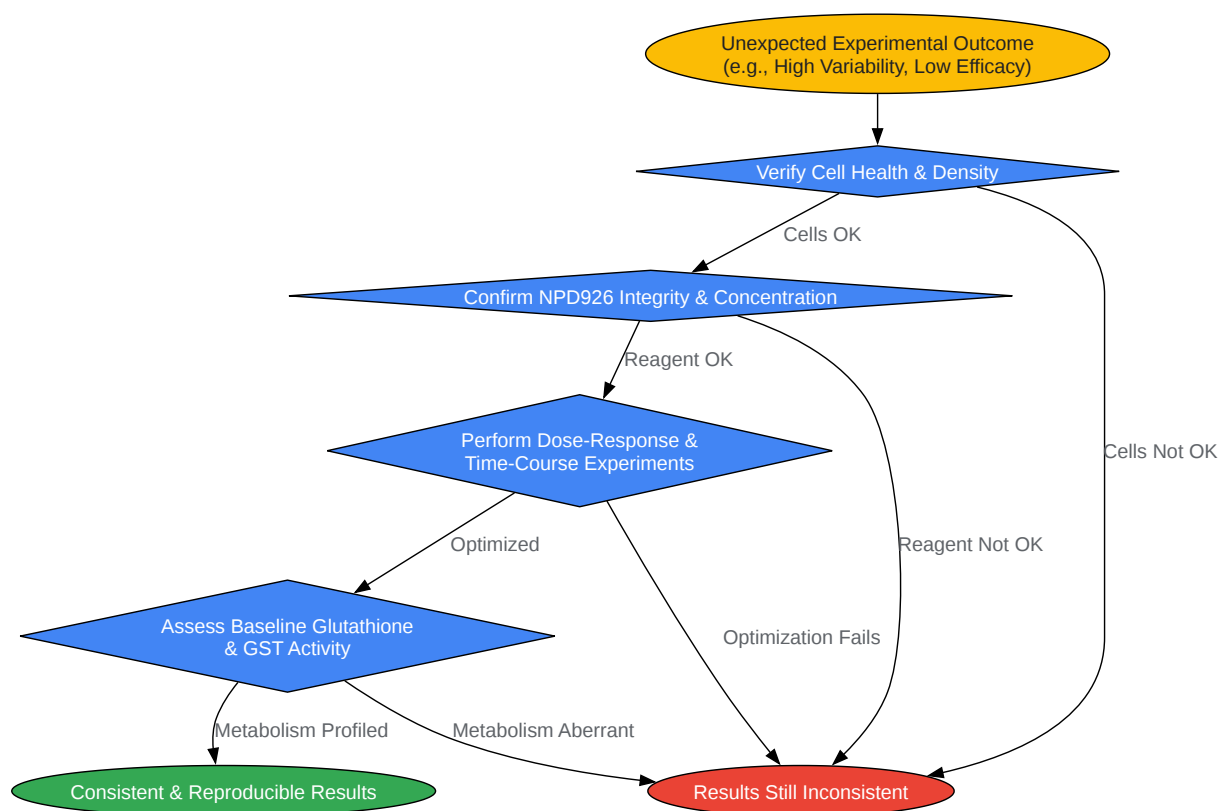 Unexpected Experimental Outcome
(e.g., High Variability, Low Efficacy)
Verify Cell Health & Density
Cells OK
Confirm NPD926 Integrity & Concentration
Reagent OK
Perform Dose-Response &
Time-Course Experiments
Cells Not OK
Optimized
Reagent Not OK
Assess Baseline Glutathione
& GST Activity
Optimization Fails
Metabolism Profiled
Metabolism Aberrant
Consistent & Reproducible Results
Results Still Inconsistent